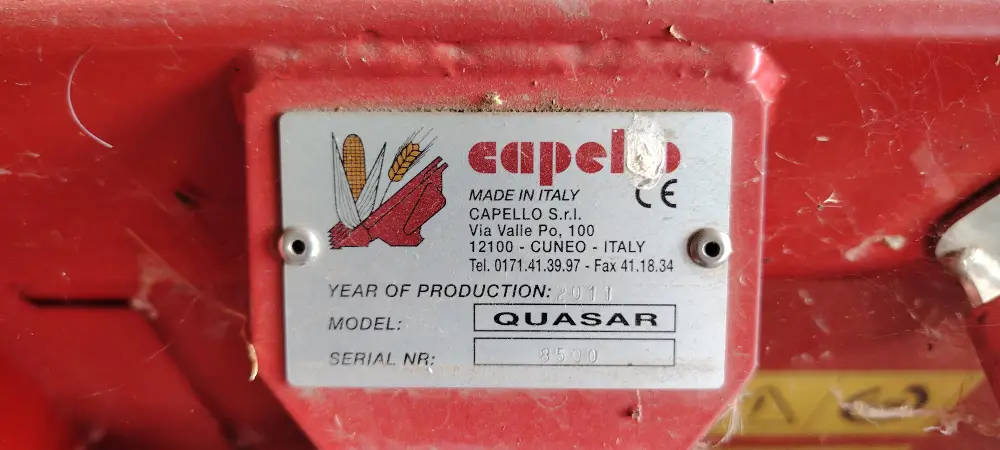 capello
CE
MADE IN ITALY
CAPELLO S.r.l.
Via Valle Po, 100
12100 - CUNEO - ITALY
Tel. 0171.41.39.97 - Fax 41.18.34
YEAR OF PRODUCTION: 2011
MODEL: QUASAR
SERIAL NR: 8500